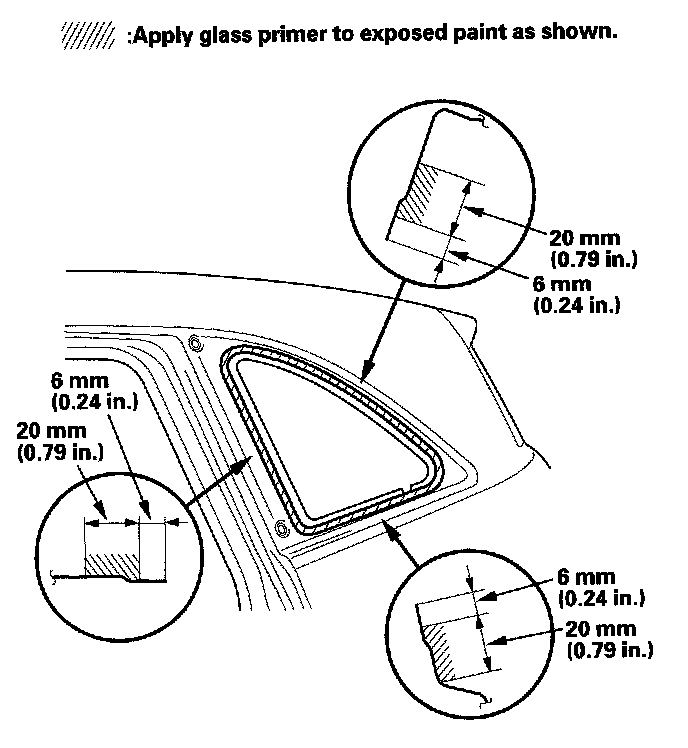 :Apply glass primer to exposed paint as shown.
20 mm
(0.79 in.)
6 mm
(0.24 in.)
6 mm
(0.24 in.)
20 mm
(0.79 in.)
6 mm
(0.24 in.)
20 mm
(0.79 in.)